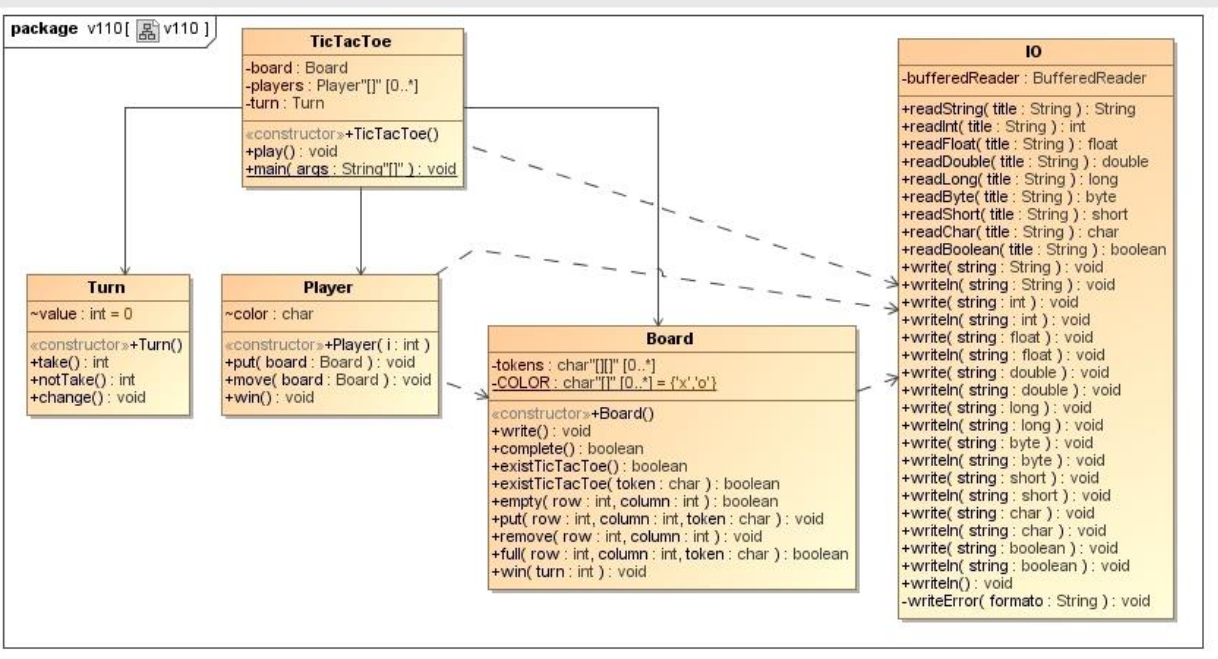 package v110[ v110 ]
TicTacToe
-board : Board
-players : Player"[]" [0..*]
-turn : Turn
«constructor»+TicTacToe()
+play() : void
+main( args : String"[]" ) : void
Turn
~value : int = 0
«constructor»+Turn()
+take() : int
+notTake() : int
+change() : void
Player
~color : char
«constructor»+Player( i : int )
+put( board : Board ) : void
+move( board : Board ) : void
+win() : void
Board
-tokens : char"[][]" [0..*]
-COLOR : char"[]" [0..*] = {'x','o'}
«constructor»+Board()
+write() : void
+complete() : boolean
+existTicTacToe() : boolean
+existTicTacToe( token : char ) : boolean
+empty( row : int, column : int ) : boolean
+put( row : int, column : int, token : char ) : void
+remove( row : int, column : int ) : void
+full( row : int, column : int, token : char ) : boolean
+win( turn : int ) : void
IO
-bufferedReader : BufferedReader
+readString( title : String ) : String
+readInt( title : String ) : int
+readFloat( title : String ) : float
+readDouble( title : String ) : double
+readLong( title : String ) : long
+readByte( title : String ) : byte
+readShort( title : String ) : short
+readChar( title : String ) : char
+readBoolean( title : String ) : boolean
+write( string : String ) : void
+writeln( string : String ) : void
+write( string : int ) : void
+writeln( string : int ) : void
+write( string : float ) : void
+writeln( string : float ) : void
+write( string : double ) : void
+writeln( string : double ) : void
+write( string : long ) : void
+writeln( string : long ) : void
+write( string : byte ) : void
+writeln( string : byte ) : void
+write( string : short ) : void
+writeln( string : short ) : void
+write( string : char ) : void
+writeln( string : char ) : void
+write( string : boolean ) : void
+writeln( string : boolean ) : void
+writeln() : void
-writeError( formato : String ) : void